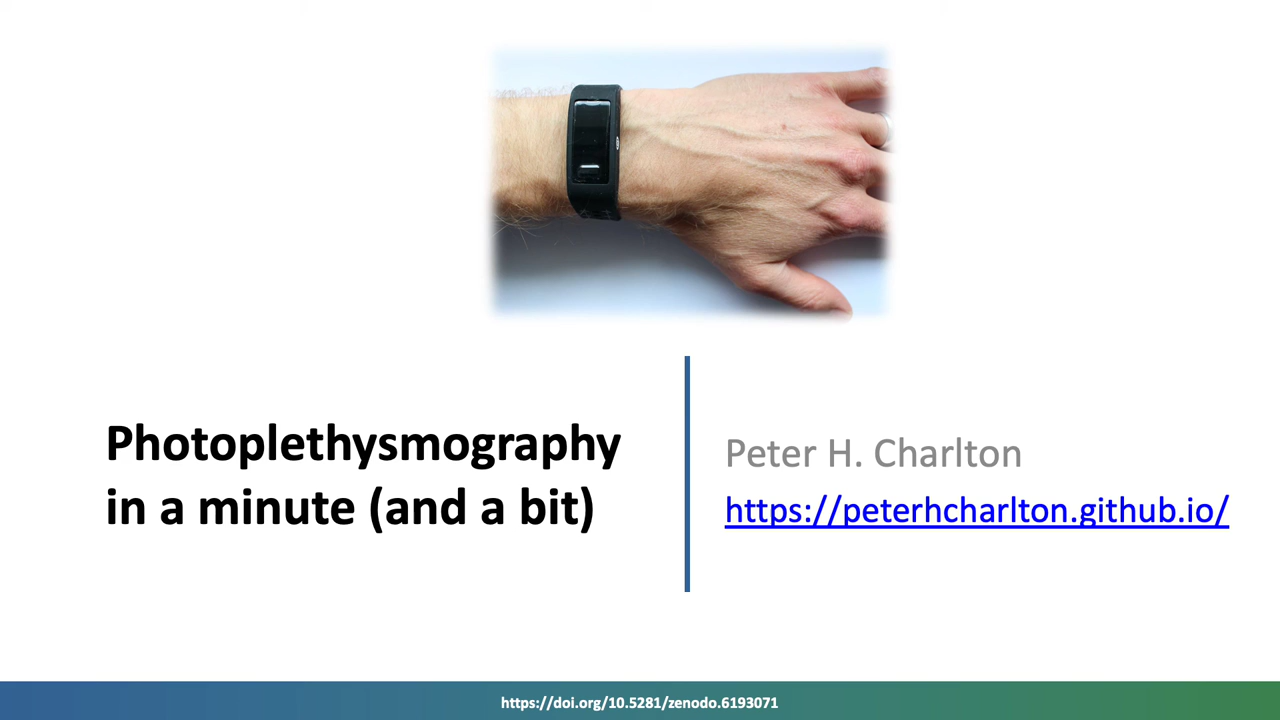 Photoplethysmography
in a minute (and a bit)
Peter H. Charlton
https://peterhcharlton.github.io/
https://doi.org/10.5281/zenodo.6193071